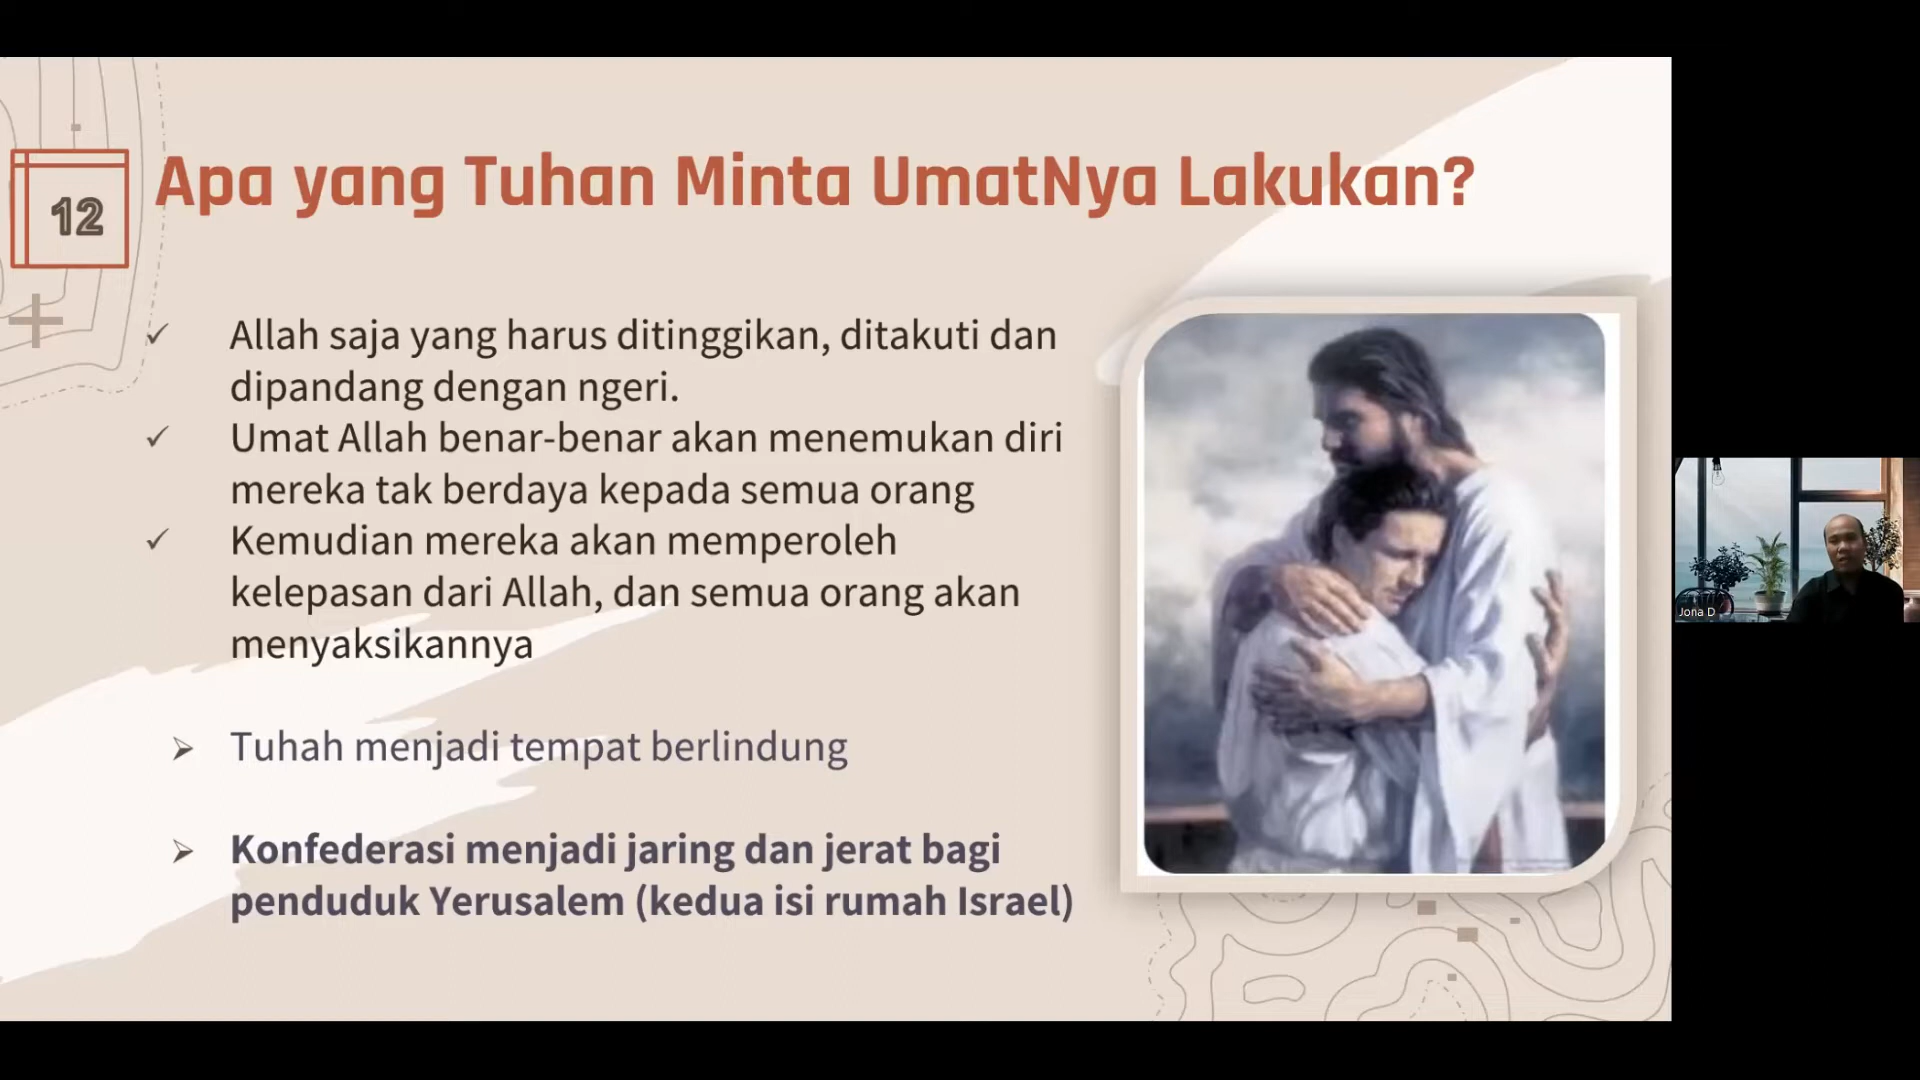 12
Apa yang Tuhan Minta UmatNya Lakukan?
Allah saja yang harus ditinggikan, ditakuti dan
dipandang dengan ngeri.
Umat Allah benar-benar akan menemukan diri
mereka tak berdaya kepada semua orang
Kemudian mereka akan memperoleh
kelepasan dari Allah, dan semua orang akan
menyaksikannya
Tuhah menjadi tempat berlindung
Konfederasi menjadi jaring dan jerat bagi
penduduk Yerusalem (kedua isi rumah Israel)
Jona D